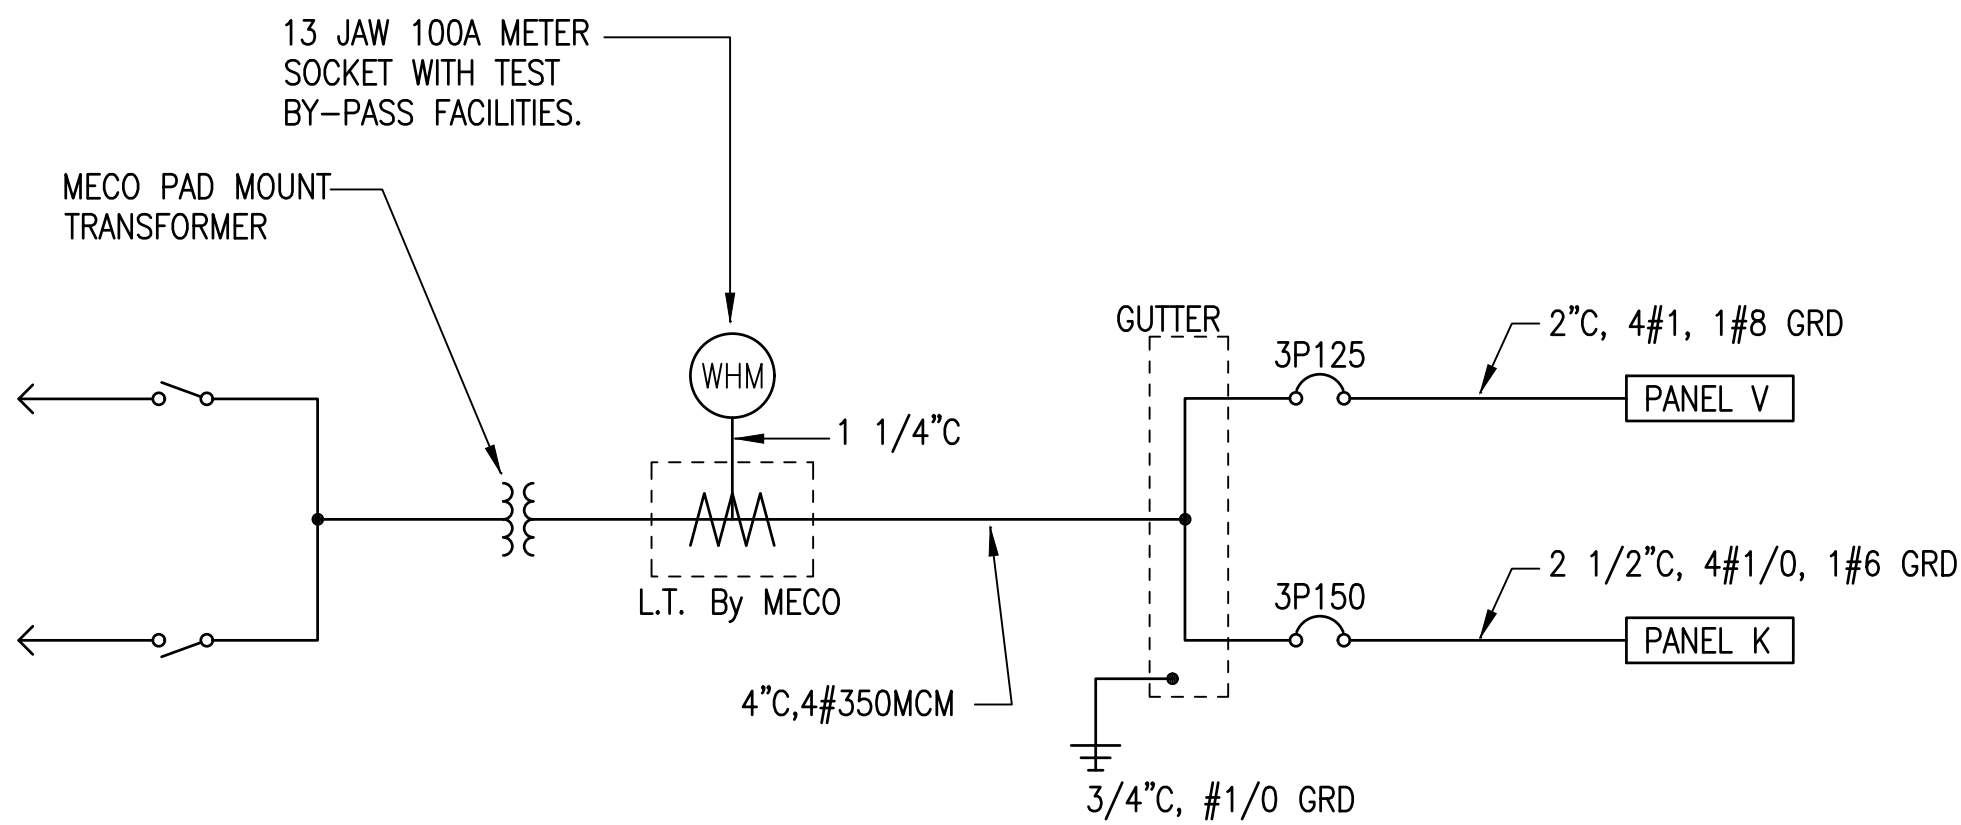 13 JAW 100A METER
SOCKET WITH TEST
BY-PASS FACILITIES.
MECO PAD MOUNT
TRANSFORMER
GUTTER
2"C, 4#1, 1#8 GRD
3P125
WHM
PANEL V
1 1/4"C
2 1/2"C, 4#1/0, 1#6 GRD
L.T. By MECO
3P150
PANEL K
4"C,4#350MCM
3/4"C, #1/0 GRD